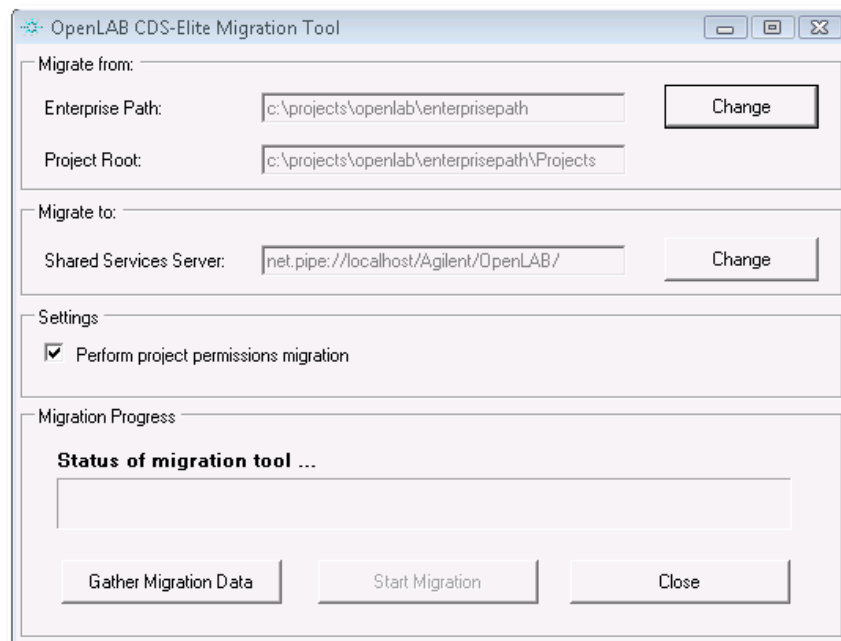 OpenLAB CDS-Elite Migration Tool
Migrate from:
Enterprise Path: c:\projects\openlab\enterprisepath Change
Project Root: c:\projects\openlab\enterprisepath\Projects
Migrate to:
Shared Services Server: net.pipe://localhost/Agilent/OpenLAB/ Change
Settings
Perform project permissions migration
Migration Progress
Status of migration tool ...
Gather Migration Data Start Migration Close